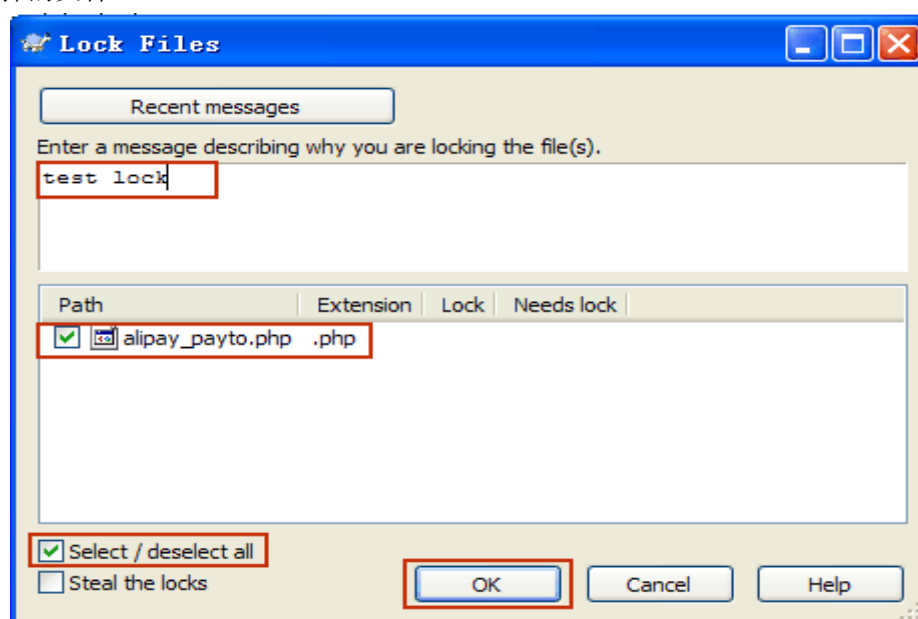 Lock Files
Recent messages
Enter a message describing why you are locking the file(s).
test lock
Path Extension Lock Needs lock
alipay_payto.php .php
Select / deselect all
Steal the locks
OK Cancel Help